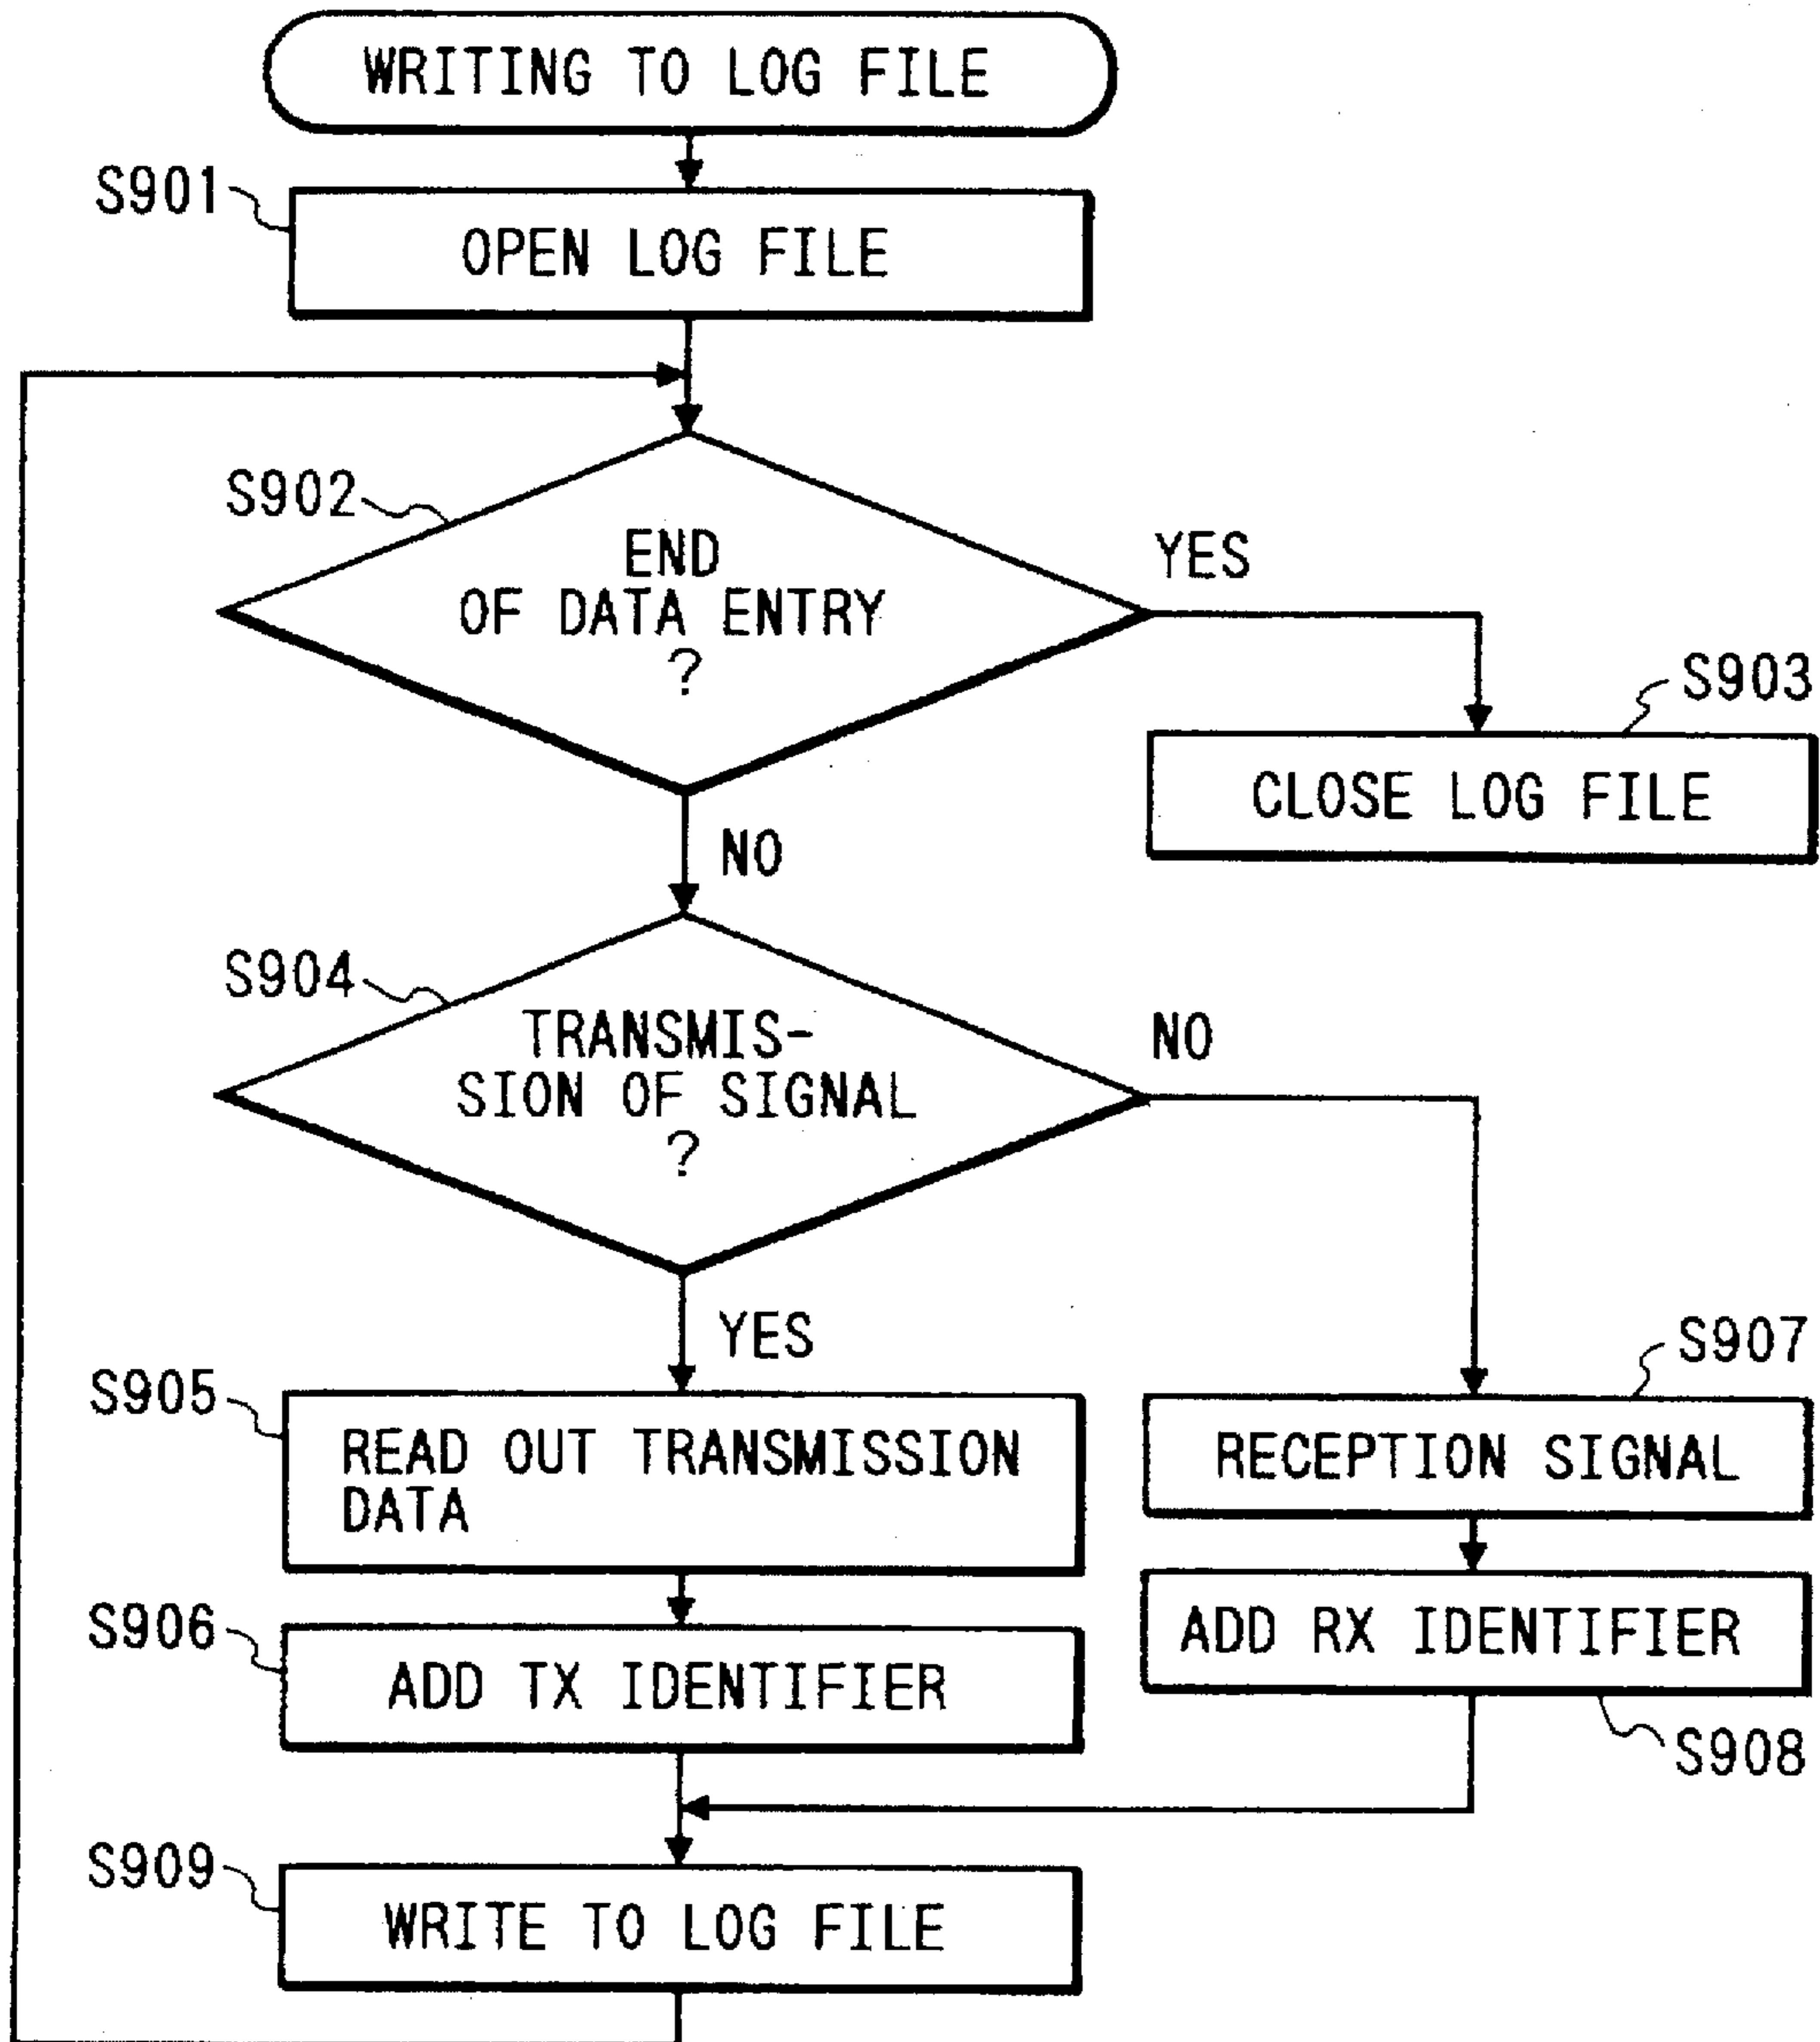 WRITING TO LOG FILE
S901
OPEN LOG FILE
S902
END
OF DATA ENTRY
?
YES
S903
CLOSE LOG FILE
NO
S904
TRANSMIS-
SION OF SIGNAL
?
NO
YES
S905
READ OUT TRANSMISSION
DATA
S907
RECEPTION SIGNAL
S906
ADD TX IDENTIFIER
ADD RX IDENTIFIER
S908
S909
WRITE TO LOG FILE